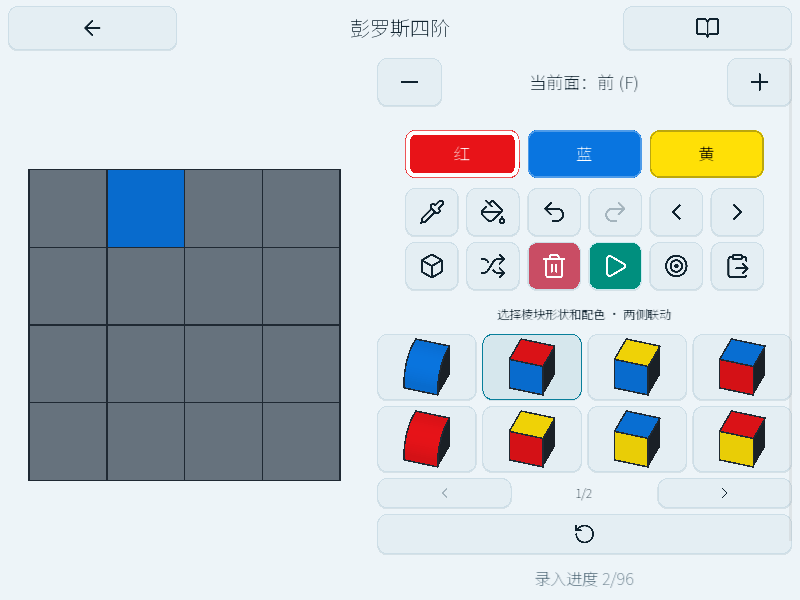 彭罗斯四阶
当前面：前 (F)
红
蓝
黄
选择棱块形状和配色 · 两侧联动
1/2
录入进度 2/96